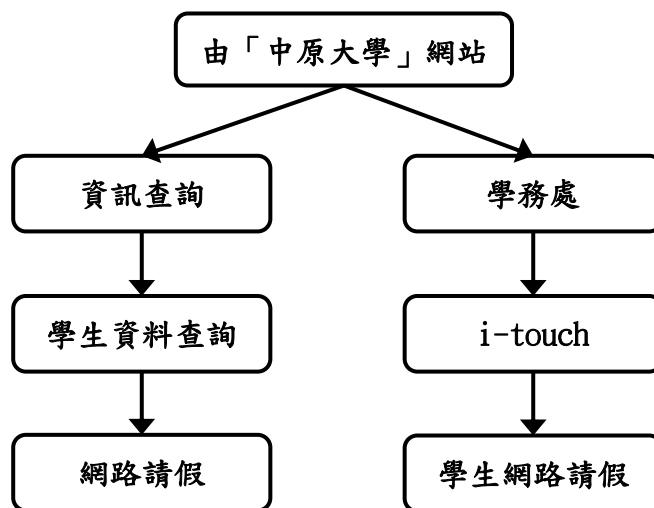 由「中原大學」網站
資訊查詢
學務處
學生資料查詢
i-touch
網路請假
學生網路請假